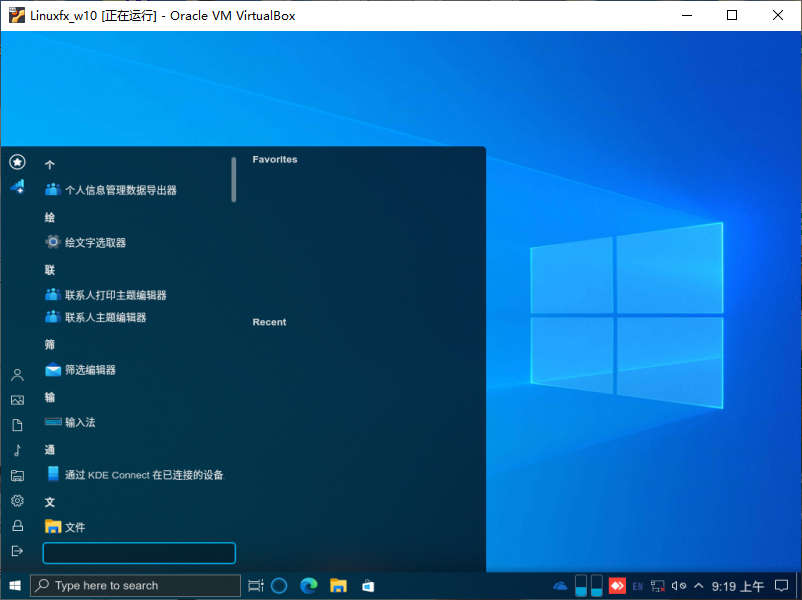 Linuxfx_w10 [正在运行] - Oracle VM VirtualBox
个
Favorites
个人信息管理数据导出器
绘
绘文字选取器
联
联系人打印主题编辑器
联系人主题编辑器
Recent
筛
筛选编辑器
输
输入法
通
通过 KDE Connect 在已连接的设备
文
文件
Type here to search
EN
9:19 上午